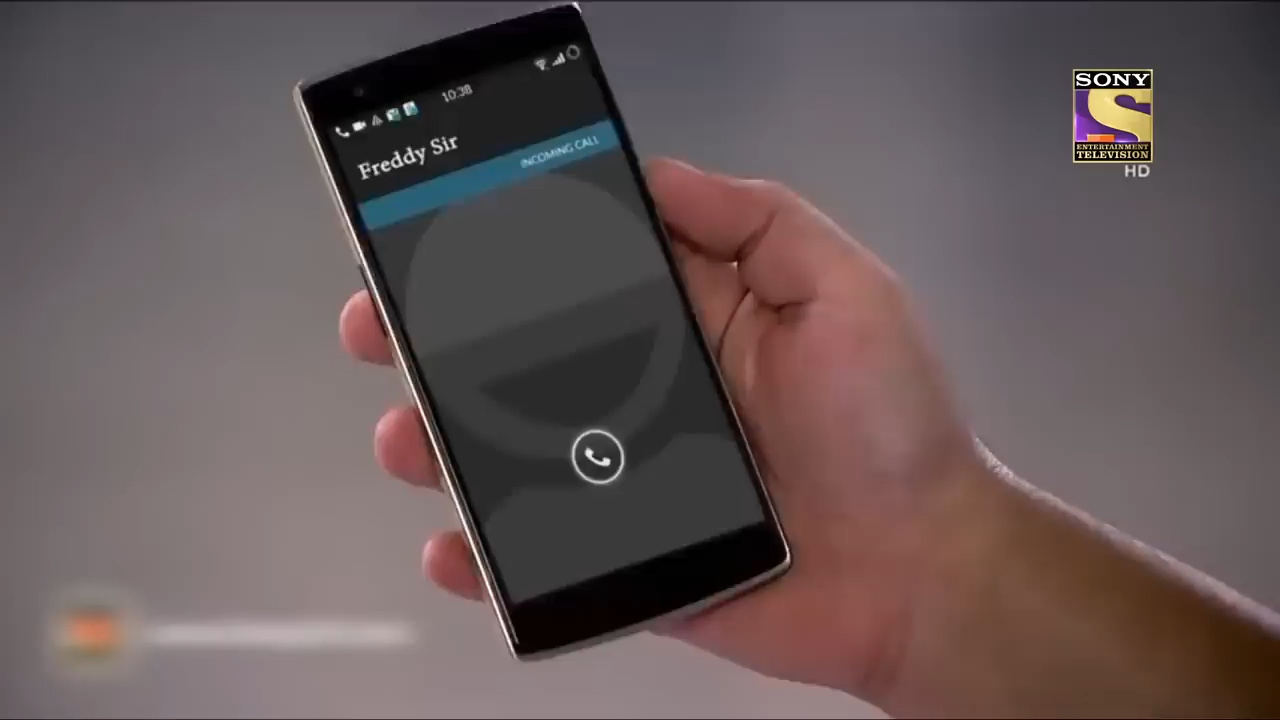 10:38
Freddy Sir
INCOMING CALL
SONY
ENTERTAINMENT
TELEVISION
HD